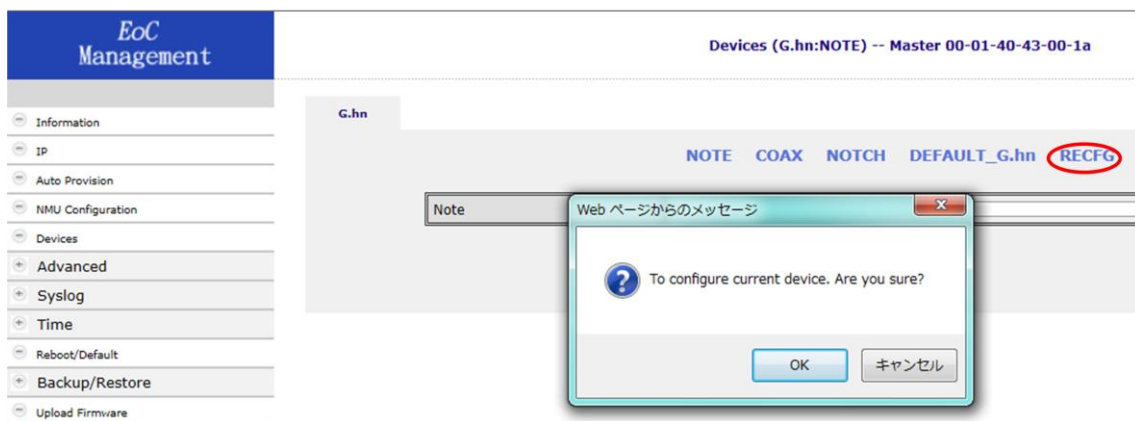 EoC
Management
Devices (G.hn:NOTE) -- Master 00-01-40-43-00-1a
Information
IP
Auto Provision
NMU Configuration
Devices
Advanced
Syslog
Time
Reboot/Default
Backup/Restore
Upload Firmware
G.hn
NOTE COAX NOTCH DEFAULT_G.hn RECFG
Note
Web ページからのメッセージ
To configure current device. Are you sure?
OK キャンセル